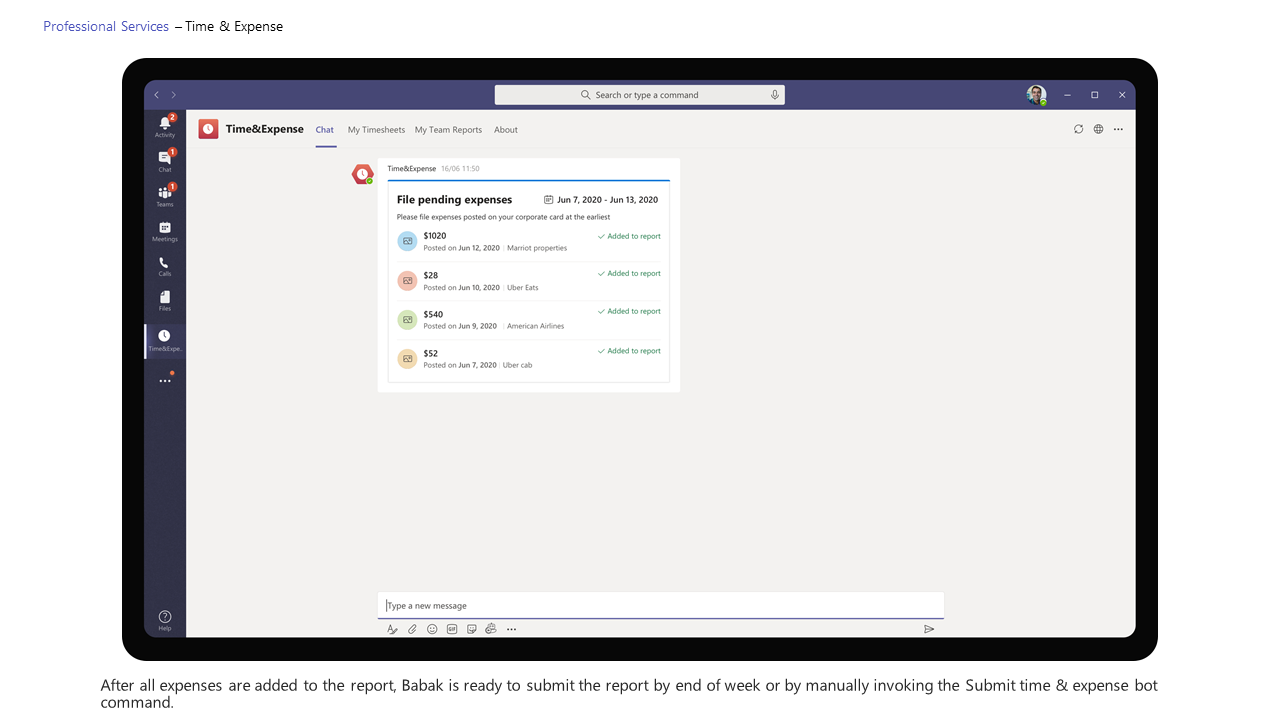 Professional Services – Time & Expense
Search or type a command
Time&Expense Chat My Timesheets My Team Reports About
2
Activity
1
Chat
1
Teams
Meetings
Calls
Files
Time&Expe..
Help
Time&Expense 16/06 11:50
File pending expenses Jun 7, 2020 - Jun 13, 2020
Please file expenses posted on your corporate card at the earliest
$1020 Added to report
Posted on Jun 12, 2020 | Marriot properties
$28 Added to report
Posted on Jun 10, 2020 | Uber Eats
$540 Added to report
Posted on Jun 9, 2020 | American Airlines
$52 Added to report
Posted on Jun 7, 2020 | Uber cab
Type a new message
GIF
After all expenses are added to the report, Babak is ready to submit the report by end of week or by manually invoking the Submit time & expense bot
command.